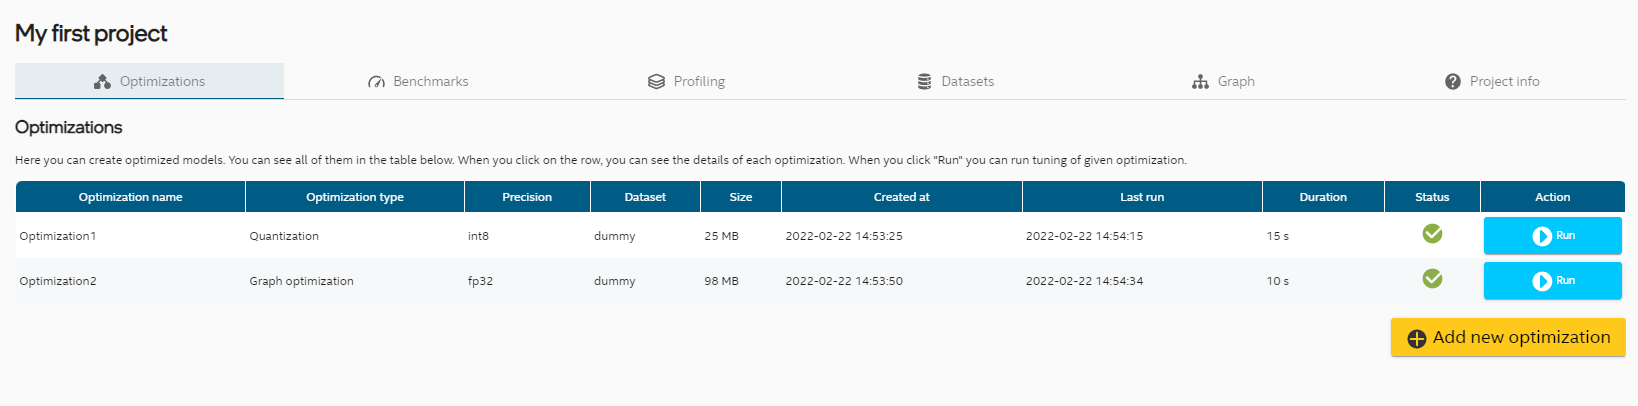 My first project
Optimizations Benchmarks Profiling Datasets Graph Project info
Optimizations
Here you can create optimized models. You can see all of them in the table below. When you click on the row, you can see the details of each optimization. When you click "Run" you can run tuning of given optimization.
Optimization name Optimization type Precision Dataset Size Created at Last run Duration Status Action
Optimization1 Quantization int8 dummy 25 MB 2022-02-22 14:53:25 2022-02-22 14:54:15 15 s Run
Optimization2 Graph optimization fp32 dummy 98 MB 2022-02-22 14:53:50 2022-02-22 14:54:34 10 s Run
Add new optimization